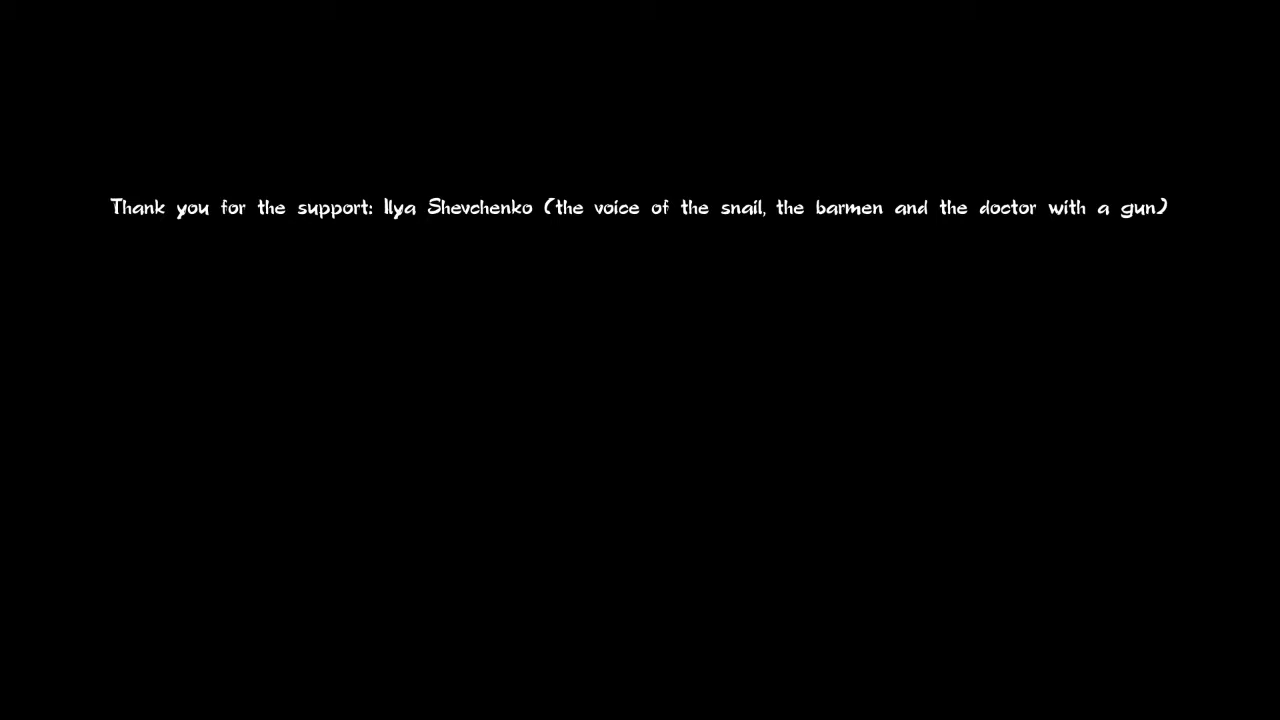 Thank you for the support: Ilya Shevchenko (the voice of the snail, the barmen and the doctor with a gun)